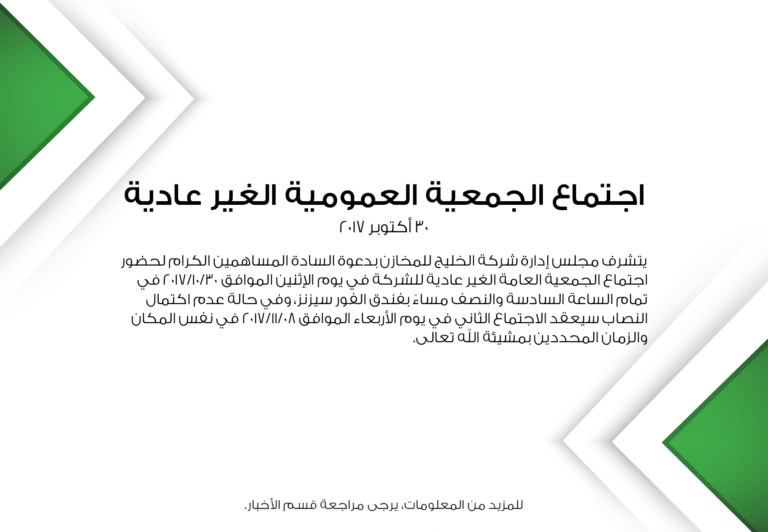 اجتماع الجمعية العمومية الغير عادية
٣٠ أكتوبر ٢٠١٧
يتشرف مجلس إدارة شركة الخليج للمخازن بدعوة السادة المساهمين الكرام لحضور
اجتماع الجمعية العامة الغير عادية للشركة في يوم الإثنين الموافق ٢٠١٧/١٠/٣٠ في
تمام الساعة السادسة والنصف مساءً بفندق الفور سيزنز، وفي حالة عدم اكتمال
النصاب سيعقد الاجتماع الثاني في يوم الأربعاء الموافق ٢٠١٧/١١/٠٨ في نفس المكان
والزمان المحددين بمشيئة الله تعالى.
للمزيد من المعلومات، يرجى مراجعة قسم الأخبار.